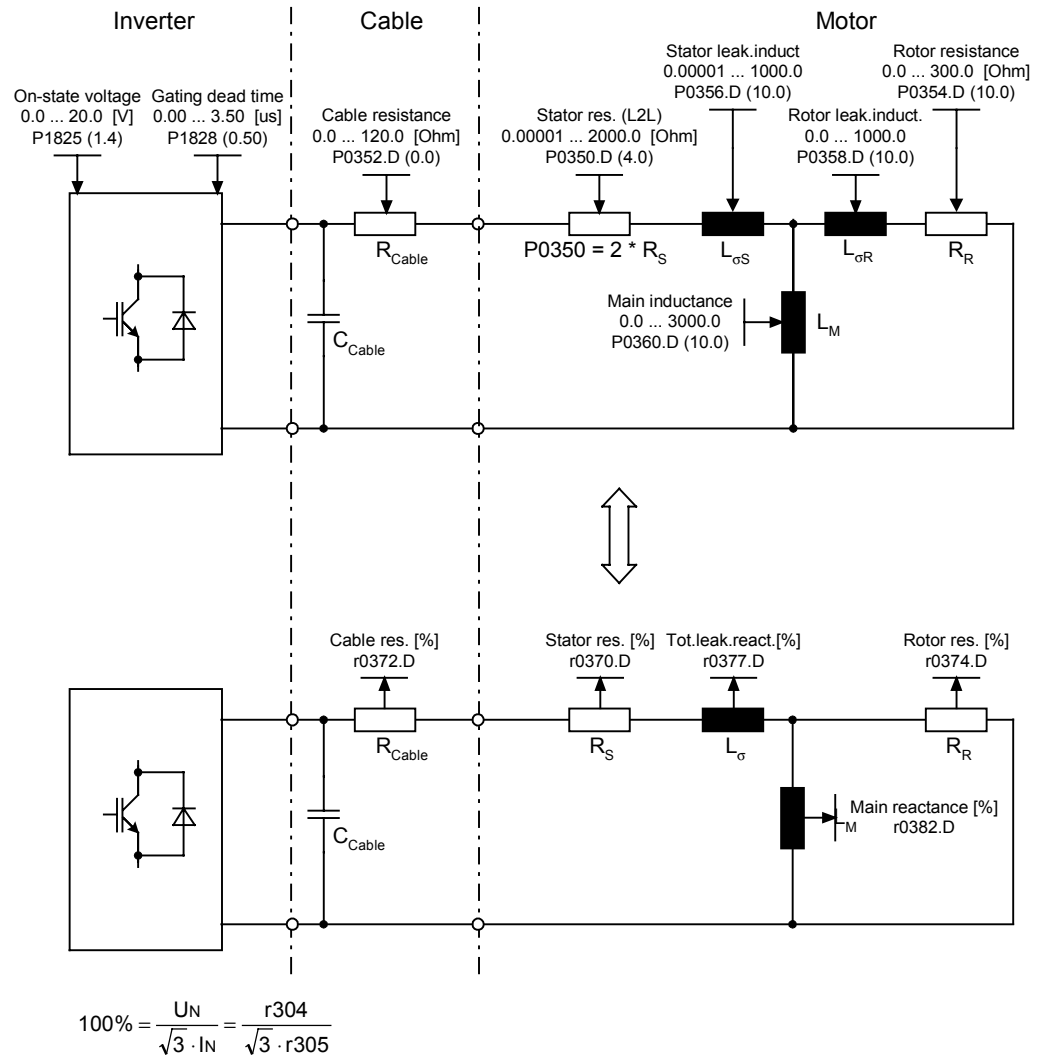 Inverter
Cable
Motor
Stator leak.induct
0.00001 ... 1000.0
P0356.D (10.0)
Rotor resistance
0.0 ... 300.0 [Ohm]
P0354.D (10.0)
On-state voltage
0.0 ... 20.0 [V]
P1825 (1.4)
Gating dead time
0.00 ... 3.50 [us]
P1828 (0.50)
Cable resistance
0.0 ... 120.0 [Ohm]
P0352.D (0.0)
Stator res. (L2L)
0.00001 ... 2000.0 [Ohm]
P0350.D (4.0)
Rotor leak.induct.
0.0 ... 1000.0
P0358.D (10.0)
R_Cable
P0350 = 2 * R_S
L_σS
L_σR
R_R
C_Cable
Main inductance
0.0 ... 3000.0
P0360.D (10.0)
L_M
Cable res. [%]
r0372.D
Stator res. [%]
r0370.D
Tot.leak.react.[%]
r0377.D
Rotor res. [%]
r0374.D
R_Cable
R_S
L_σ
R_R
C_Cable
L_M
Main reactance [%]
r0382.D
100% = U_N / (√3 · I_N) = r304 / (√3 · r305)